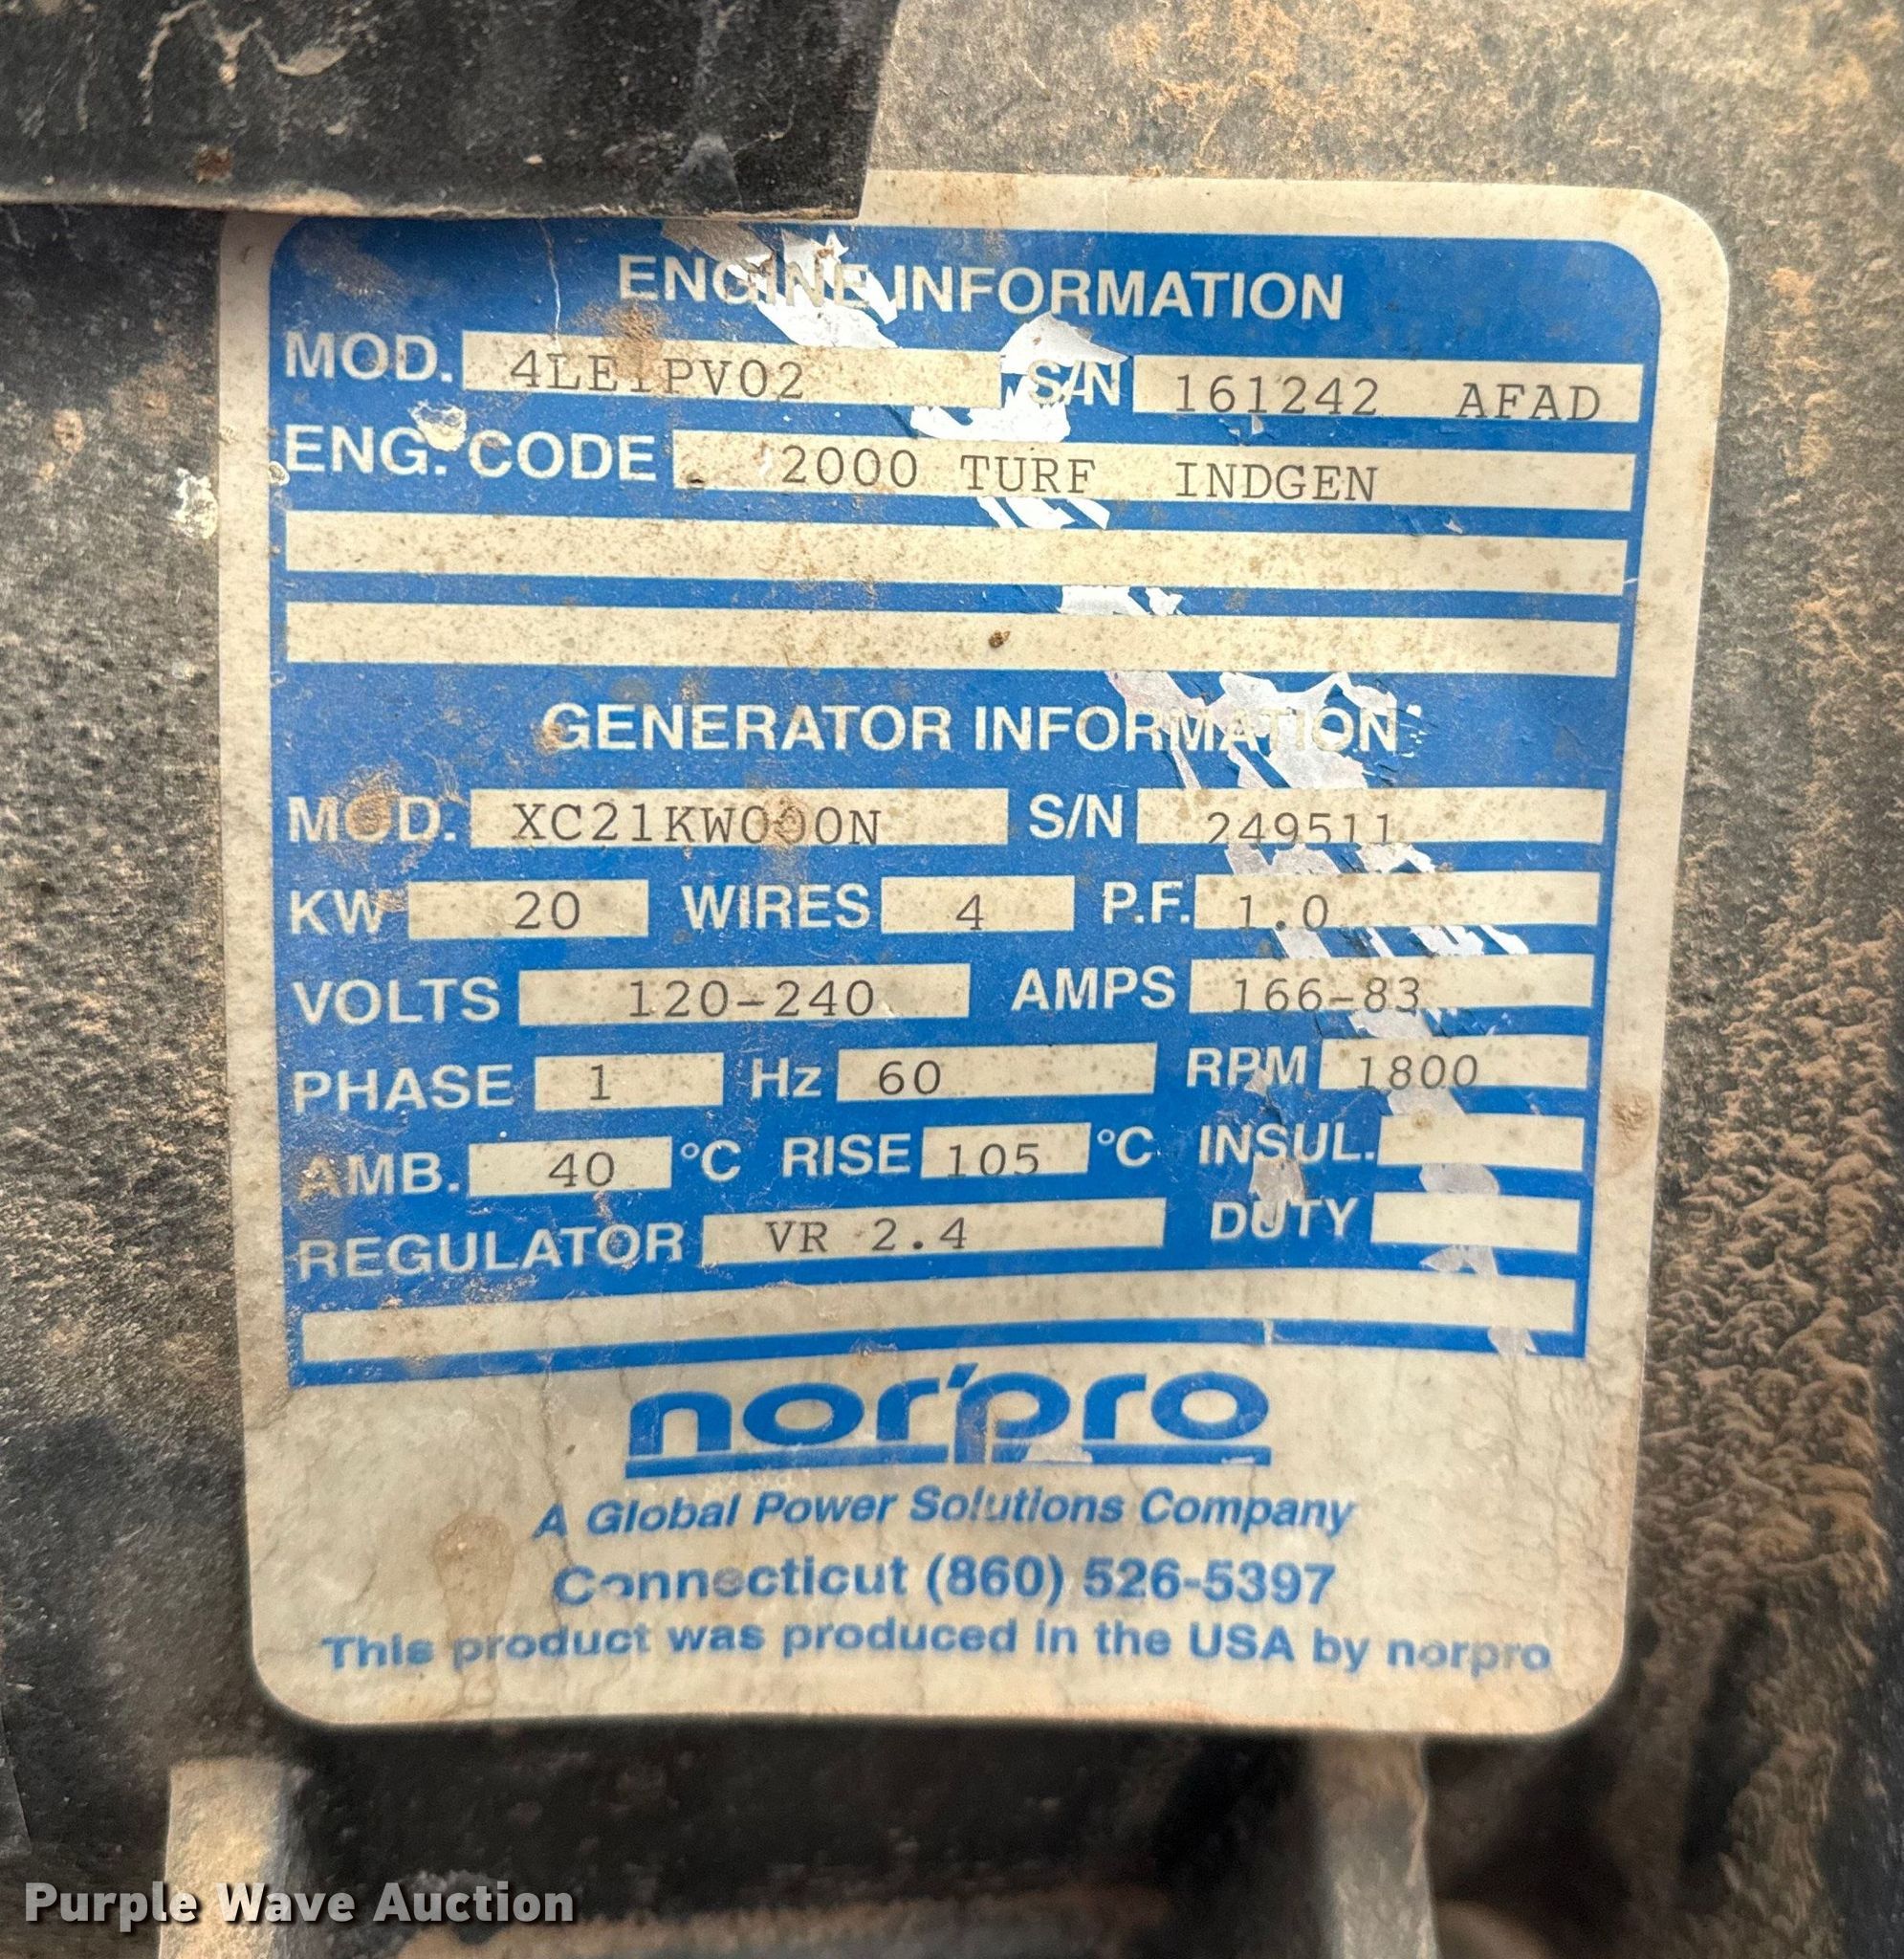 ENGINE INFORMATION
MOD. 4LE1PV02 S/N 161242 AFAD
ENG. CODE 2000 TURF INDGEN
GENERATOR INFORMATION
MOD. XC21KW000N S/N 249511
KW 20 WIRES 4 P.F. 1.0
VOLTS 120-240 AMPS 166-83
PHASE 1 Hz 60 RPM 1800
AMB. 40 °C RISE 105 °C INSUL.
REGULATOR VR 2.4 DUTY
nor'pro
A Global Power Solutions Company
Connecticut (860) 526-5397
This product was produced in the USA by norpro
Purple Wave Auction